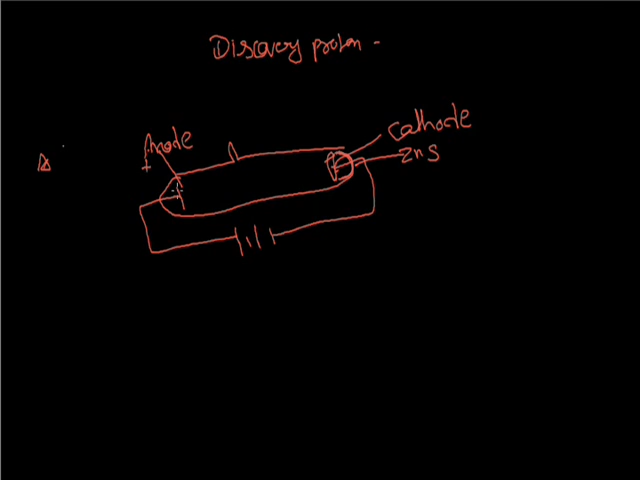 Discovery proton -
Cathode
Anode
+
ZnS
+